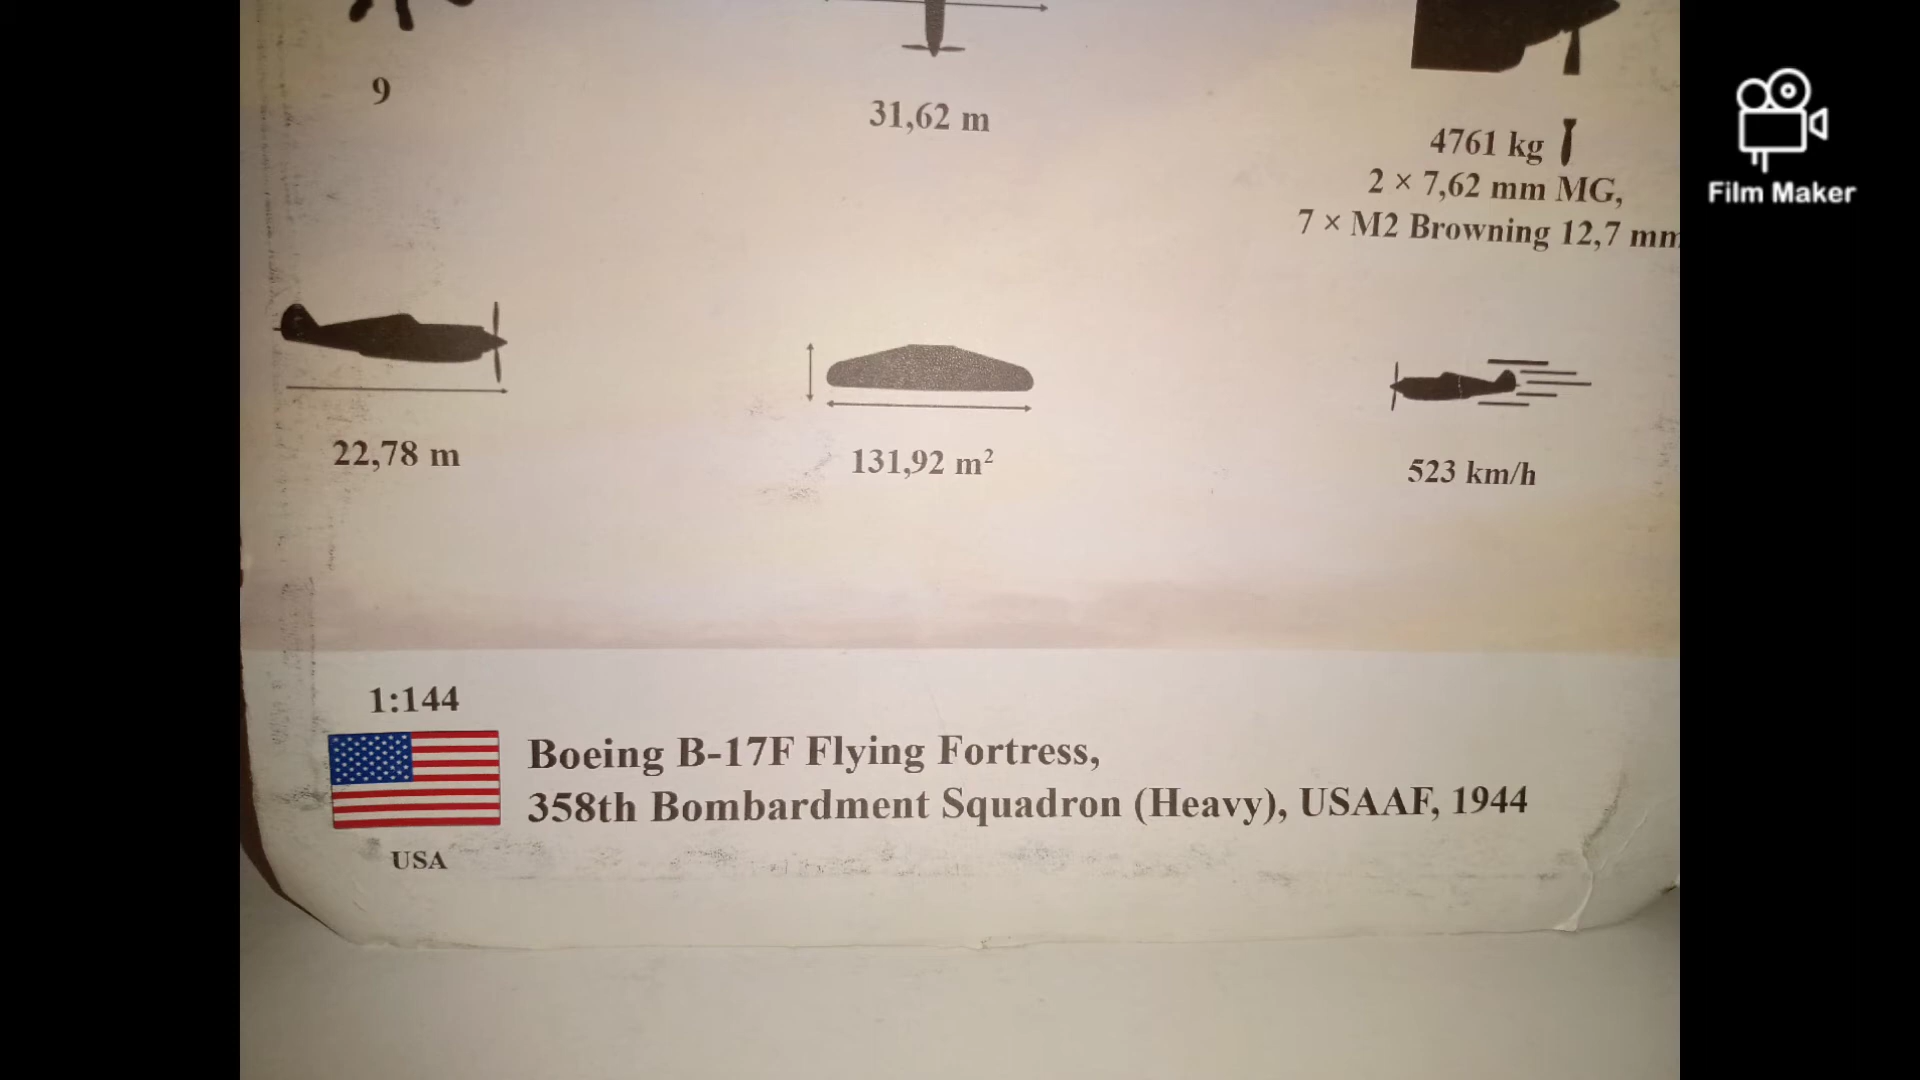 9
31,62 m
4761 kg
2 × 7,62 mm MG,
7 × M2 Browning 12,7 mm
22,78 m
131,92 m²
523 km/h
1:144
Boeing B-17F Flying Fortress,
358th Bombardment Squadron (Heavy), USAAF, 1944
USA
Film Maker